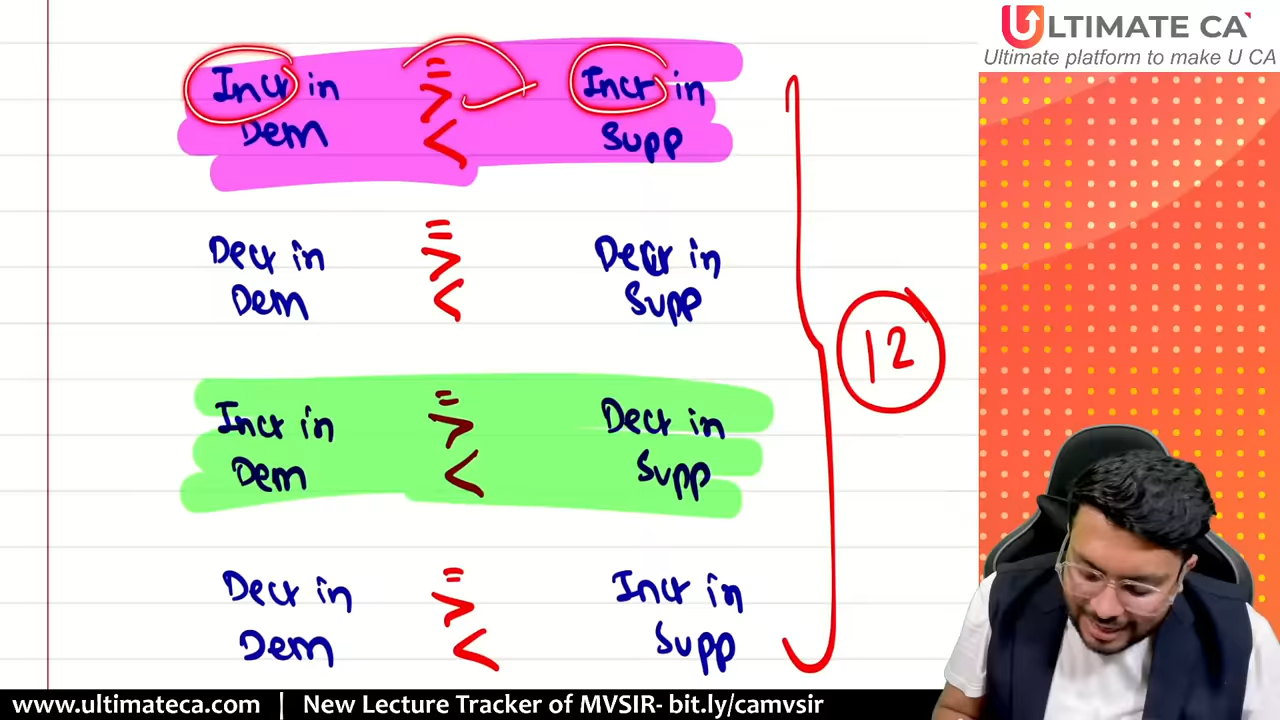 ULTIMATE CA
Ultimate platform to make U CA
Incr in = Incr in
Dem > < Supp
Decr in = > Decr in
Dem < Supp
12
Incr in = > Decr in
Dem < Supp
Decr in = > Incr in
Dem < Supp
www.ultimateca.com | New Lecture Tracker of MVSIR- bit.ly/camvsir